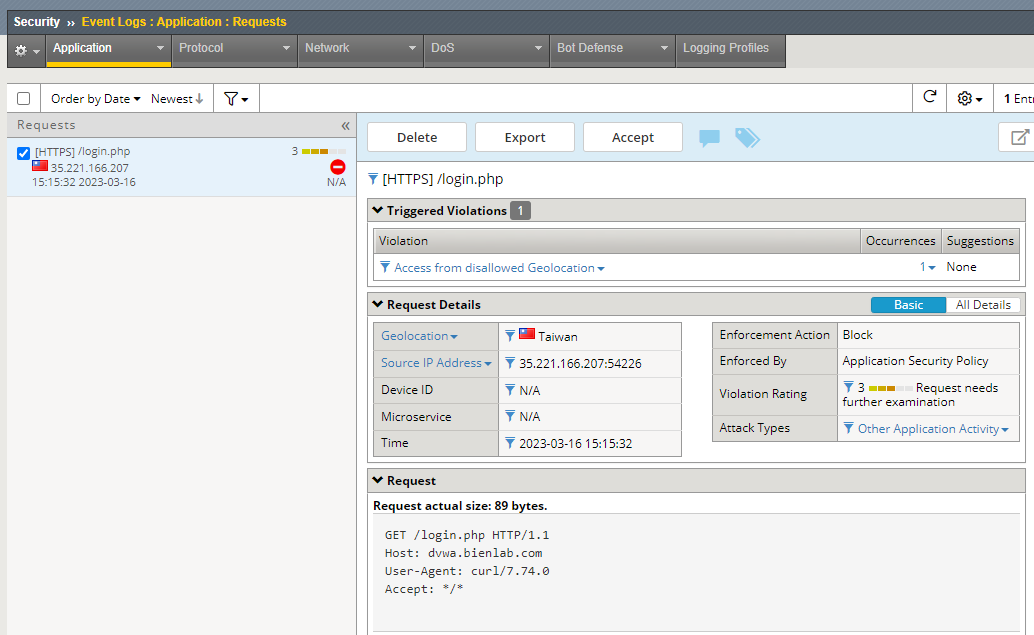 Security ›› Event Logs : Application : Requests
Application Protocol Network DoS Bot Defense Logging Profiles
Order by Date Newest 1 Ent
Requests «
[HTTPS] /login.php 3
35.221.166.207
15:15:32 2023-03-16 N/A
Delete Export Accept
[HTTPS] /login.php
Triggered Violations 1
Violation Occurrences Suggestions
Access from disallowed Geolocation 1 None
Request Details Basic All Details
Geolocation Taiwan
Source IP Address 35.221.166.207:54226
Device ID N/A
Microservice N/A
Time 2023-03-16 15:15:32
Enforcement Action Block
Enforced By Application Security Policy
Violation Rating 3 Request needs
further examination
Attack Types Other Application Activity
Request
Request actual size: 89 bytes.
GET /login.php HTTP/1.1
Host: dvwa.bienlab.com
User-Agent: curl/7.74.0
Accept: */*